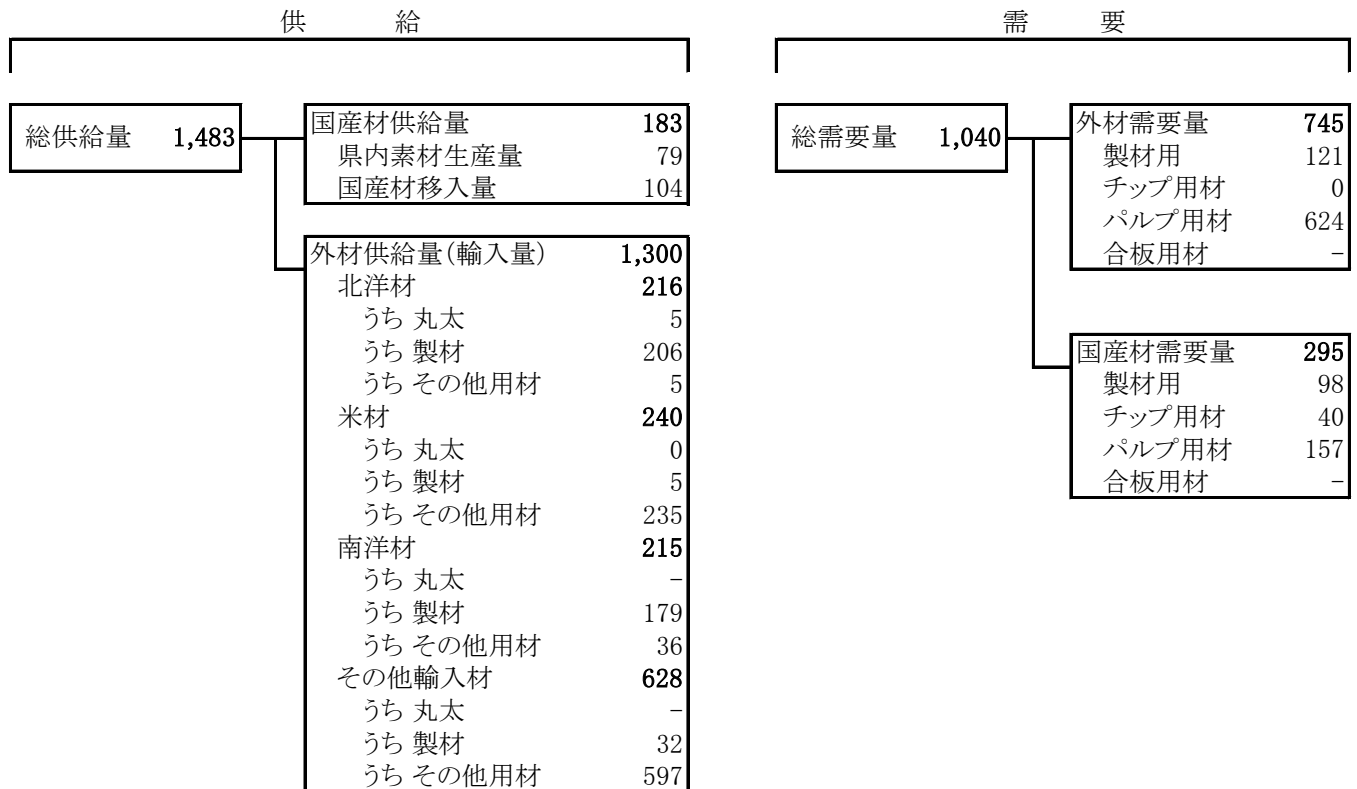 供 給
総供給量 1,483
国産材供給量 183
県内素材生産量 79
国産材移入量 104
外材供給量(輸入量) 1,300
北洋材 216
うち 丸太 5
うち 製材 206
うち その他用材 5
米材 240
うち 丸太 0
うち 製材 5
うち その他用材 235
南洋材 215
うち 丸太 -
うち 製材 179
うち その他用材 36
その他輸入材 628
うち 丸太 -
うち 製材 32
うち その他用材 597
需 要
総需要量 1,040
外材需要量 745
製材用 121
チップ用材 0
パルプ用材 624
合板用材 -
国産材需要量 295
製材用 98
チップ用材 40
パルプ用材 157
合板用材 -